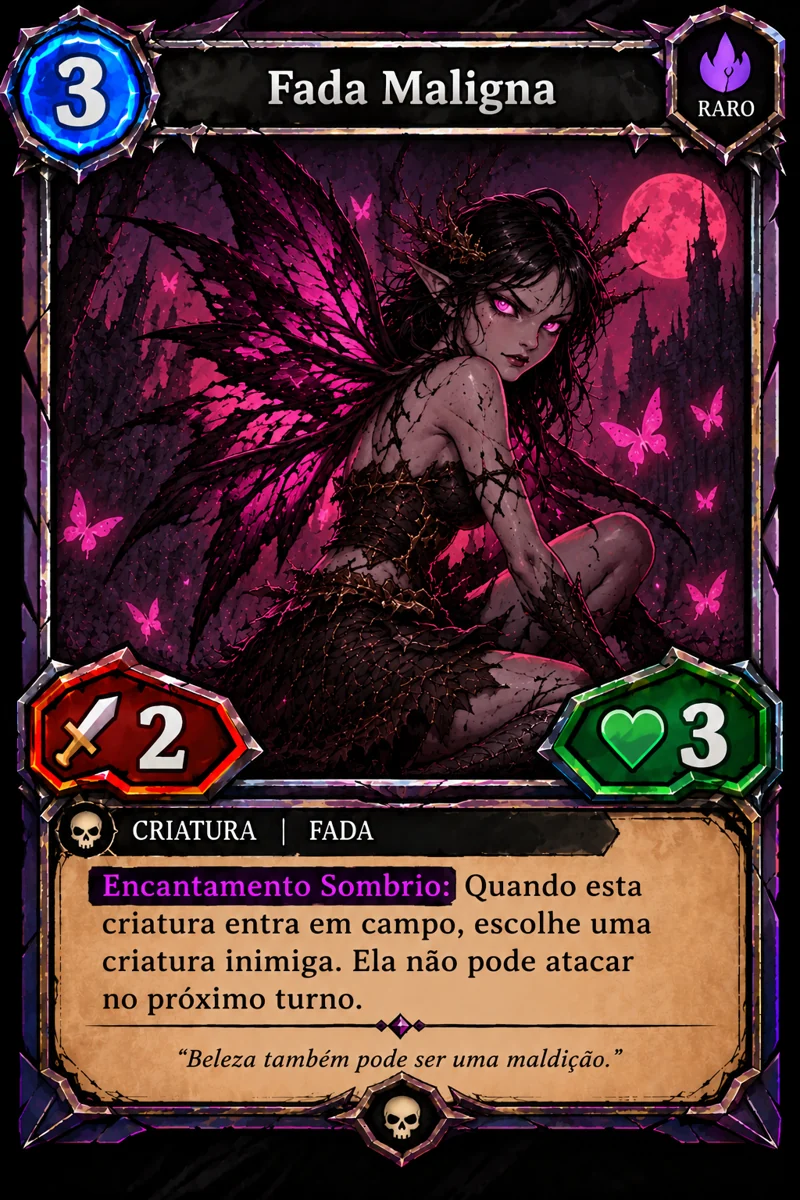 3
Fada Maligna
RARO
2
3
CRIATURA | FADA
Encantamento Sombrio: Quando esta
criatura entra em campo, escolhe uma
criatura inimiga. Ela não pode atacar
no próximo turno.
“Beleza também pode ser uma maldição.”